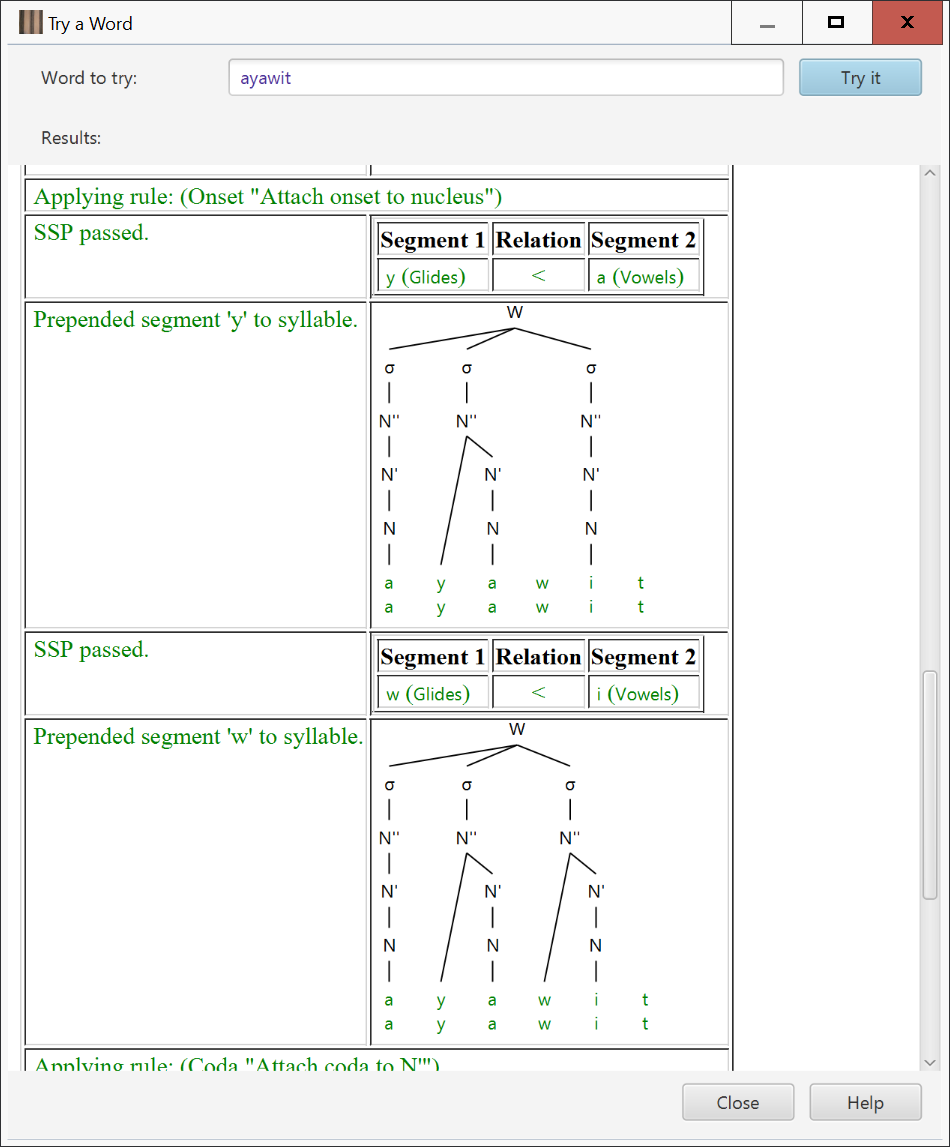 Try a Word
Word to try: ayawit Try it
Results:
Applying rule: (Onset "Attach onset to nucleus")
SSP passed. Segment 1 Relation Segment 2
y (Glides) < a (Vowels)
Prepended segment 'y' to syllable. W
σ σ σ
N'' N'' N''
N' N' N'
N N N
a y a w i t
a y a w i t
SSP passed. Segment 1 Relation Segment 2
w (Glides) < i (Vowels)
Prepended segment 'w' to syllable. W
σ σ σ
N'' N'' N''
N' N' N'
N N N
a y a w i t
a y a w i t
Applying rule: (Coda "Attach coda to N'")
Close Help